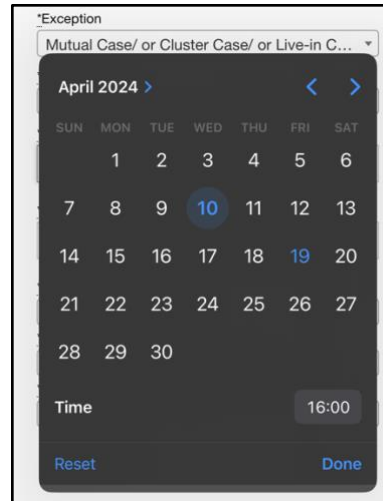 *Exception
Mutual Case/ or Cluster Case/ or Live-in C...
April 2024
SUN MON TUE WED THU FRI SAT
1 2 3 4 5 6
7 8 9 10 11 12 13
14 15 16 17 18 19 20
21 22 23 24 25 26 27
28 29 30
Time 16:00
Reset Done